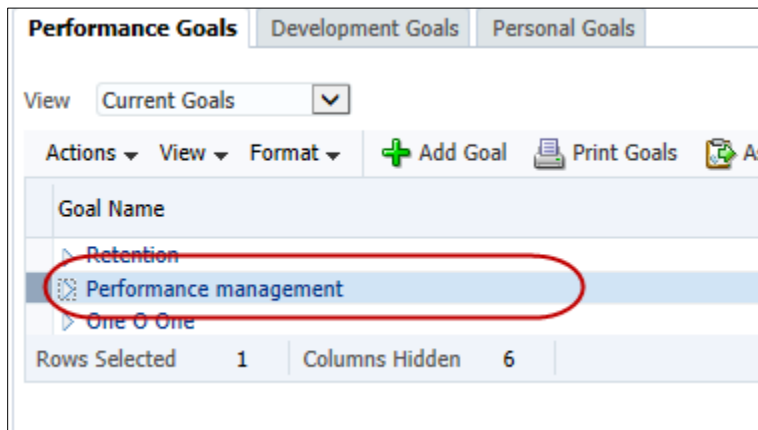 Performance Goals Development Goals Personal Goals
View Current Goals
Actions View Format Add Goal Print Goals
Goal Name
Retention
Performance management
One O One
Rows Selected 1 Columns Hidden 6